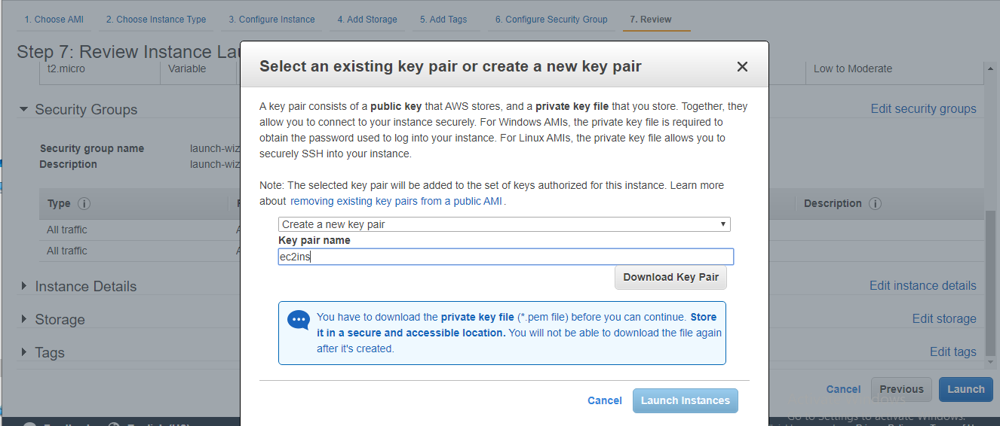 1. Choose AMI 2. Choose Instance Type 3. Configure Instance 4. Add Storage 5. Add Tags 6. Configure Security Group 7. Review
Step 7: Review Instance Lau
t2.micro Variable Low to Moderate
Security Groups Edit security groups
Security group name launch-wiz
Description launch-wiz
Type Description
All traffic
All traffic
Instance Details Edit instance details
Storage Edit storage
Tags Edit tags
Cancel Previous Launch
Select an existing key pair or create a new key pair
A key pair consists of a public key that AWS stores, and a private key file that you store. Together, they
allow you to connect to your instance securely. For Windows AMIs, the private key file is required to
obtain the password used to log into your instance. For Linux AMIs, the private key file allows you to
securely SSH into your instance.
Note: The selected key pair will be added to the set of keys authorized for this instance. Learn more
about removing existing key pairs from a public AMI.
Create a new key pair
Key pair name
ec2ins
Download Key Pair
You have to download the private key file (*.pem file) before you can continue. Store
it in a secure and accessible location. You will not be able to download the file again
after it's created.
Cancel Launch Instances
Go to Settings to activate Windows.